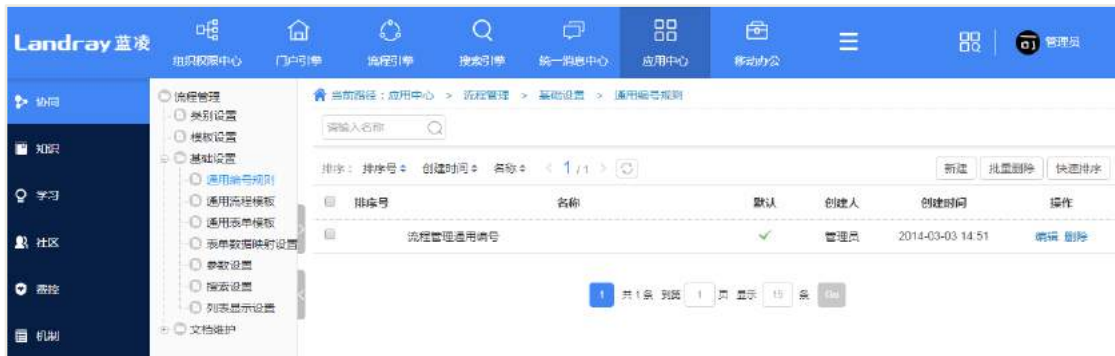 Landray 蓝凌
组织权限中心 门户引擎 流程引擎 搜索引擎 统一消息中心 应用中心 移动办公 管理员
协同
知识
学习
社区
费控
机制
流程管理
类别设置
模板设置
基础设置
通用编号规则
通用流程模板
通用表单模板
表单数据映射设置
参数设置
搜索设置
列表显示设置
文档维护
当前路径：应用中心 > 流程管理 > 基础设置 > 通用编号规则
请输入名称
排序： 排序号 创建时间 名称 < 1 / 1 > 新建 批量删除 快速排序
排序号 名称 默认 创建人 创建时间 操作
流程管理通用编号 管理员 2014-03-03 14:51 编辑 删除
1 共1条 到第 1 页 显示 15 条 Go